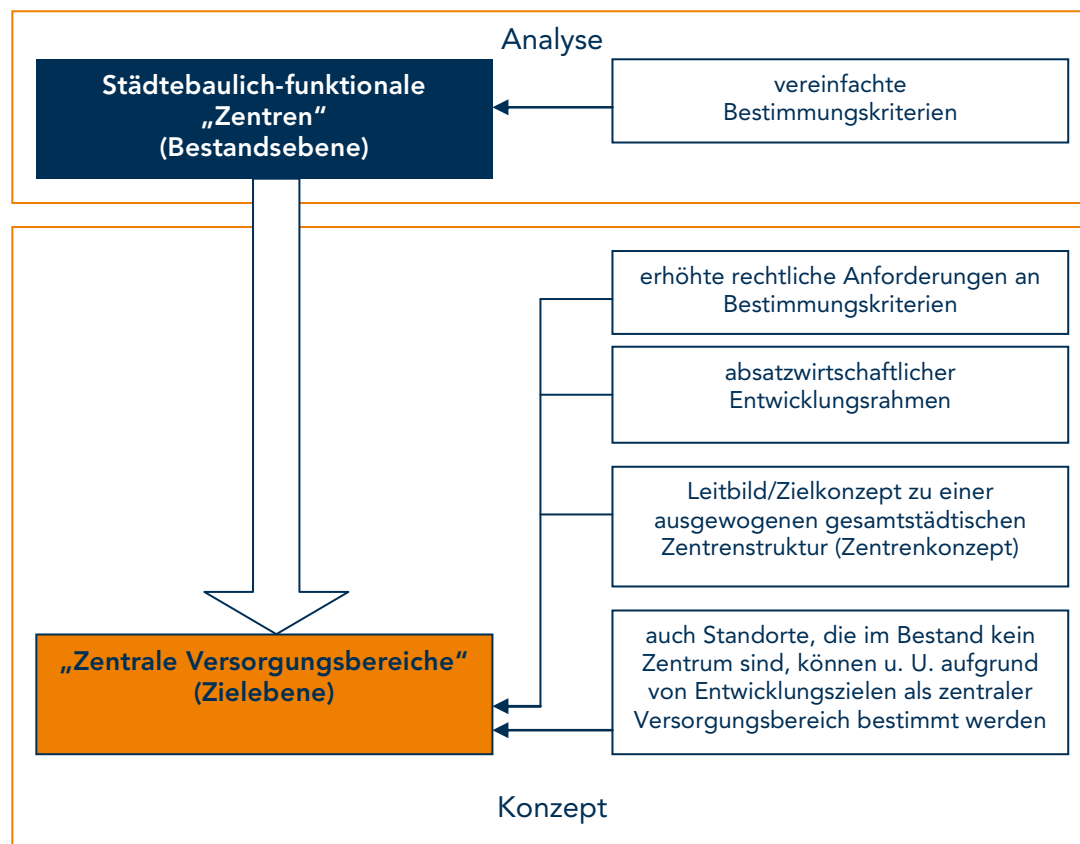 Analyse
Städtebaulich-funktionale
„Zentren“
(Bestandsebene)
vereinfachte
Bestimmungskriterien
erhöhte rechtliche Anforderungen an
Bestimmungskriterien
absatzwirtschaftlicher
Entwicklungsrahmen
Leitbild/Zielkonzept zu einer
ausgewogenen gesamtstädtischen
Zentrenstruktur (Zentrenkonzept)
„Zentrale Versorgungsbereiche“
(Zielebene)
auch Standorte, die im Bestand kein
Zentrum sind, können u. U. aufgrund
von Entwicklungszielen als zentraler
Versorgungsbereich bestimmt werden
Konzept